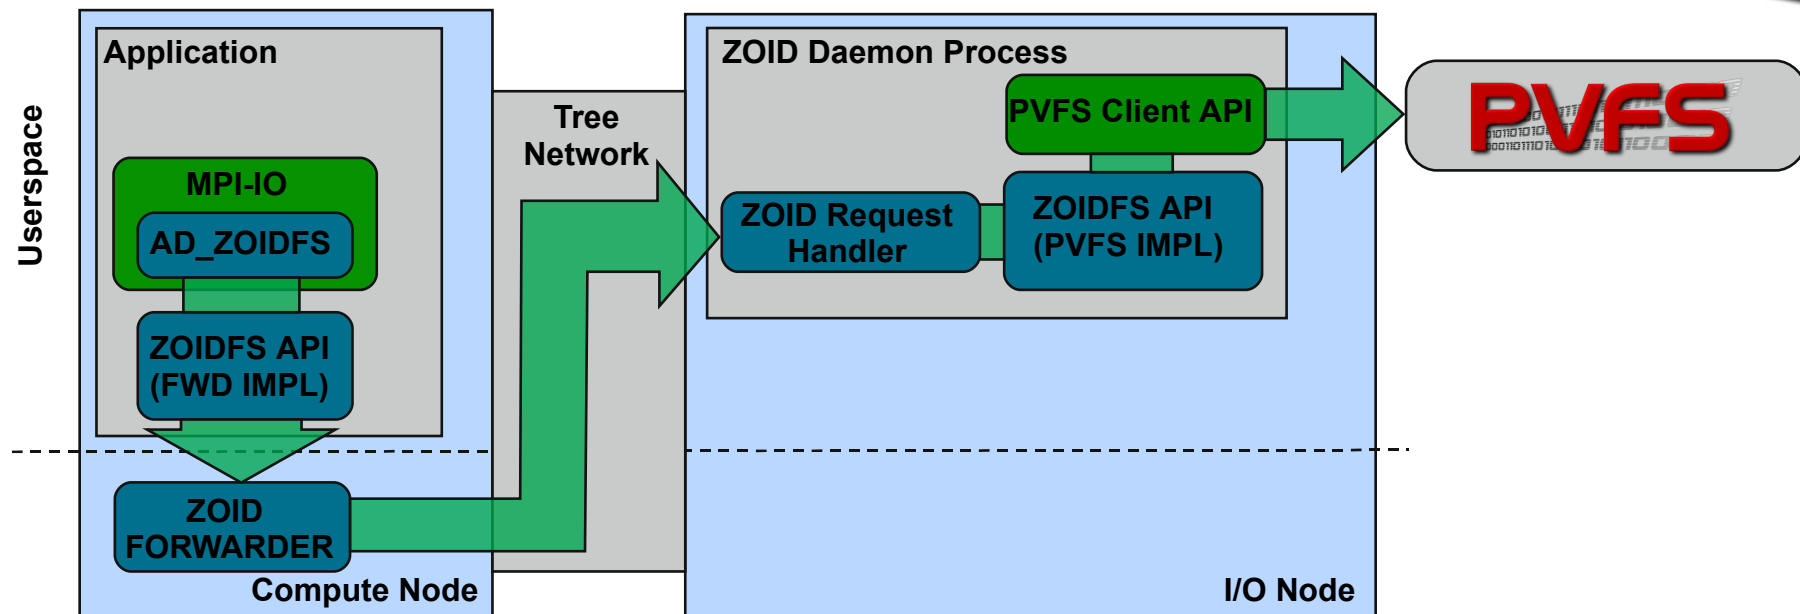 Userspace
Application
MPI-IO
AD_ZOIDFS
ZOIDFS API
(FWD IMPL)
ZOID
FORWARDER
Compute Node
Tree
Network
ZOID Daemon Process
PVFS Client API
ZOID Request
Handler
ZOIDFS API
(PVFS IMPL)
I/O Node
PVFS